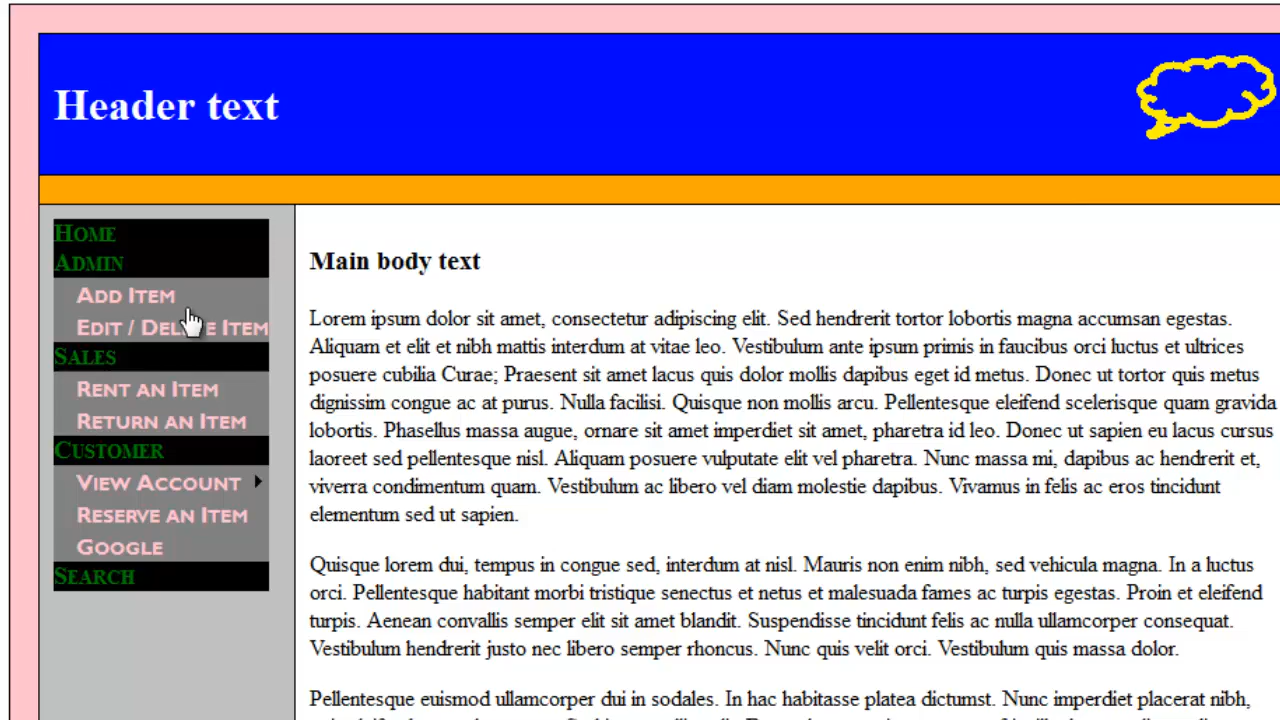 Header text
Home
Admin
Add Item
Edit / Delete Item
Sales
Rent an Item
Return an Item
Customer
View Account
Reserve an Item
Google
Search
Main body text
Lorem ipsum dolor sit amet, consectetur adipiscing elit. Sed hendrerit tortor lobortis magna accumsan egestas.
Aliquam et elit et nibh mattis interdum at vitae leo. Vestibulum ante ipsum primis in faucibus orci luctus et ultrices
posuere cubilia Curae; Praesent sit amet lacus quis dolor mollis dapibus eget id metus. Donec ut tortor quis metus
dignissim congue ac at purus. Nulla facilisi. Quisque non mollis arcu. Pellentesque eleifend scelerisque quam gravida
lobortis. Phasellus massa augue, ornare sit amet imperdiet sit amet, pharetra id leo. Donec ut sapien eu lacus cursus
laoreet sed pellentesque nisl. Aliquam posuere vulputate elit vel pharetra. Nunc massa mi, dapibus ac hendrerit et,
viverra condimentum quam. Vestibulum ac libero vel diam molestie dapibus. Vivamus in felis ac eros tincidunt
elementum sed ut sapien.
Quisque lorem dui, tempus in congue sed, interdum at nisl. Mauris non enim nibh, sed vehicula magna. In a luctus
orci. Pellentesque habitant morbi tristique senectus et netus et malesuada fames ac turpis egestas. Proin et eleifend
turpis. Aenean convallis semper elit sit amet blandit. Suspendisse tincidunt felis ac nulla ullamcorper consequat.
Vestibulum hendrerit justo nec libero semper rhoncus. Nunc quis velit orci. Vestibulum quis massa dolor.
Pellentesque euismod ullamcorper dui in sodales. In hac habitasse platea dictumst. Nunc imperdiet placerat nibh,